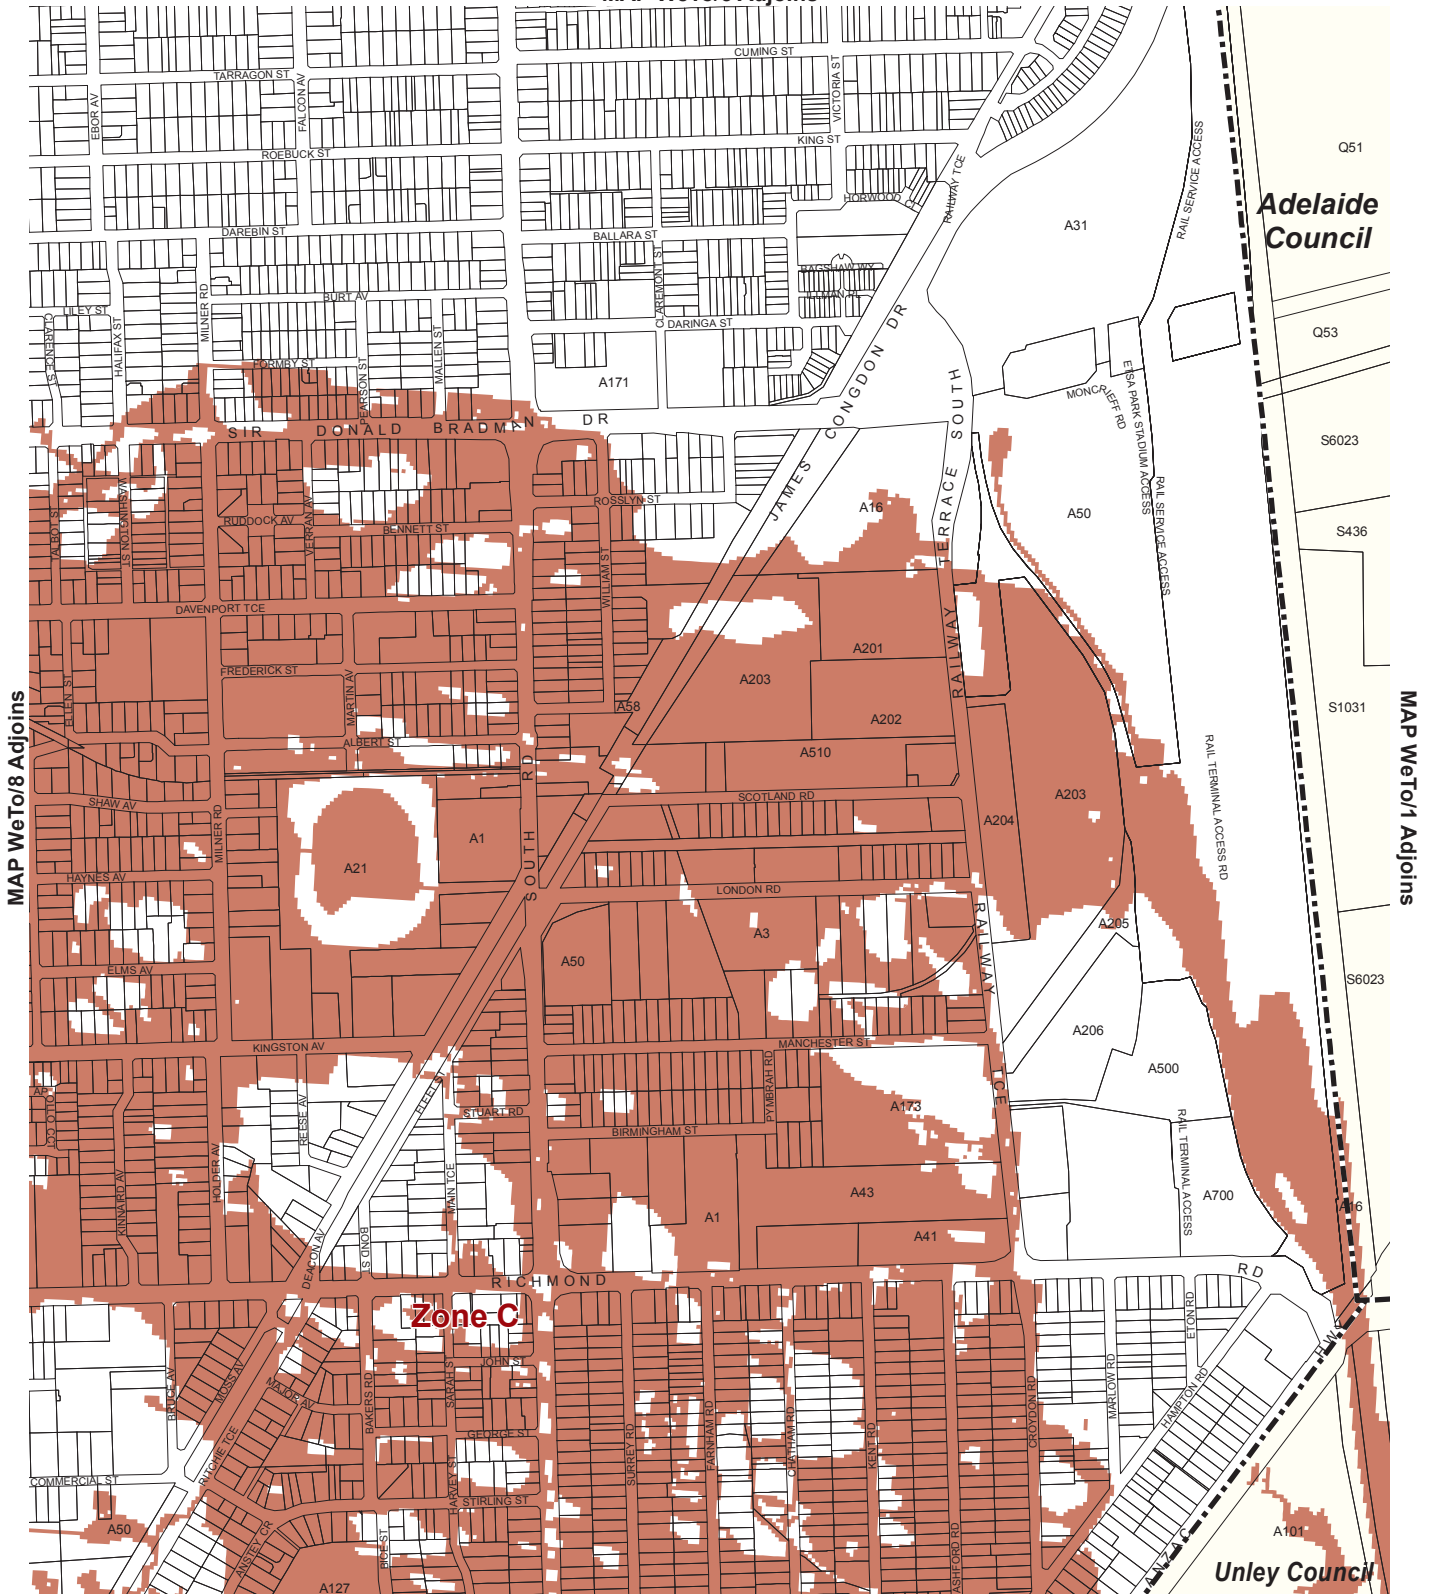 CUMING ST
TARRAGON ST
EBOR AV
FALCON AV
VICTORIA ST
KING ST
ROEBUCK ST
RAILWAY TCE
RAIL SERVICE ACCESS
Q51
HORWOOD
Adelaide
Council
A31
DAREBIN ST
BALLARA ST
CLAREMONT ST
BAGSHAW WY
BURT AV
LILEY ST
HALIFAX ST
MILNER RD
MALLEN ST
DARINGA ST
Q53
FORMBY ST
PEARSON ST
A171
JAMES CONGDON DR
MONCRIEFF RD
ETSA PARK STADIUM ACCESS
SIR DONALD BRADMAN DR
S6023
ROSSLYN ST
A16
A50
RAIL SERVICE ACCESS
S436
TALBOT ST
WASHINGTON ST
RUDDOCK AV
VERRAN AV
BENNETT ST
WILLIAM ST
RAILWAY TERRACE SOUTH
DAVENPORT TCE
A201
FREDERICK ST
A203
ELLEN ST
MARTIN AV
A58
A202
S1031
MAP WeTo/8 Adjoins
MAP WeTo/1 Adjoins
ALBERT ST
A510
RAIL TERMINAL ACCESS RD
SHAW AV
MILNER RD
SOUTH RD
SCOTLAND RD
A203
A204
A1
A21
HAYNES AV
LONDON RD
A205
A3
RAILWAY TCE
A50
ELMS AV
S6023
A206
KINGSTON AV
MANCHESTER ST
A500
APOLLO CCT
REESE AV
FLEET ST
STUART RD
PYMBRAH RD
A173
BIRMINGHAM ST
RAIL TERMINAL ACCESS
KINNAIRD AV
HOLDER AV
MAIN TCE
A43
A700
A16
A1
A41
DEACON AV
BOND ST
RICHMOND RD
Zone C
ETON RD
JOHN ST
BRUCE AV
MOSS AV
MAJOR AV
BAKERS RD
SARAH ST
MARLOW RD
HAMPTON RD
RITCHIE TCE
GEORGE ST
SURREY RD
FARNHAM RD
CHATHAM RD
KENT RD
CROYDON RD
COMMERCIAL ST
HARVEY ST
STIRLING ST
A50
ANSTEY CR
RICE ST
ASHFORD RD
ANZAC HWY
A101
Unley Council
A127